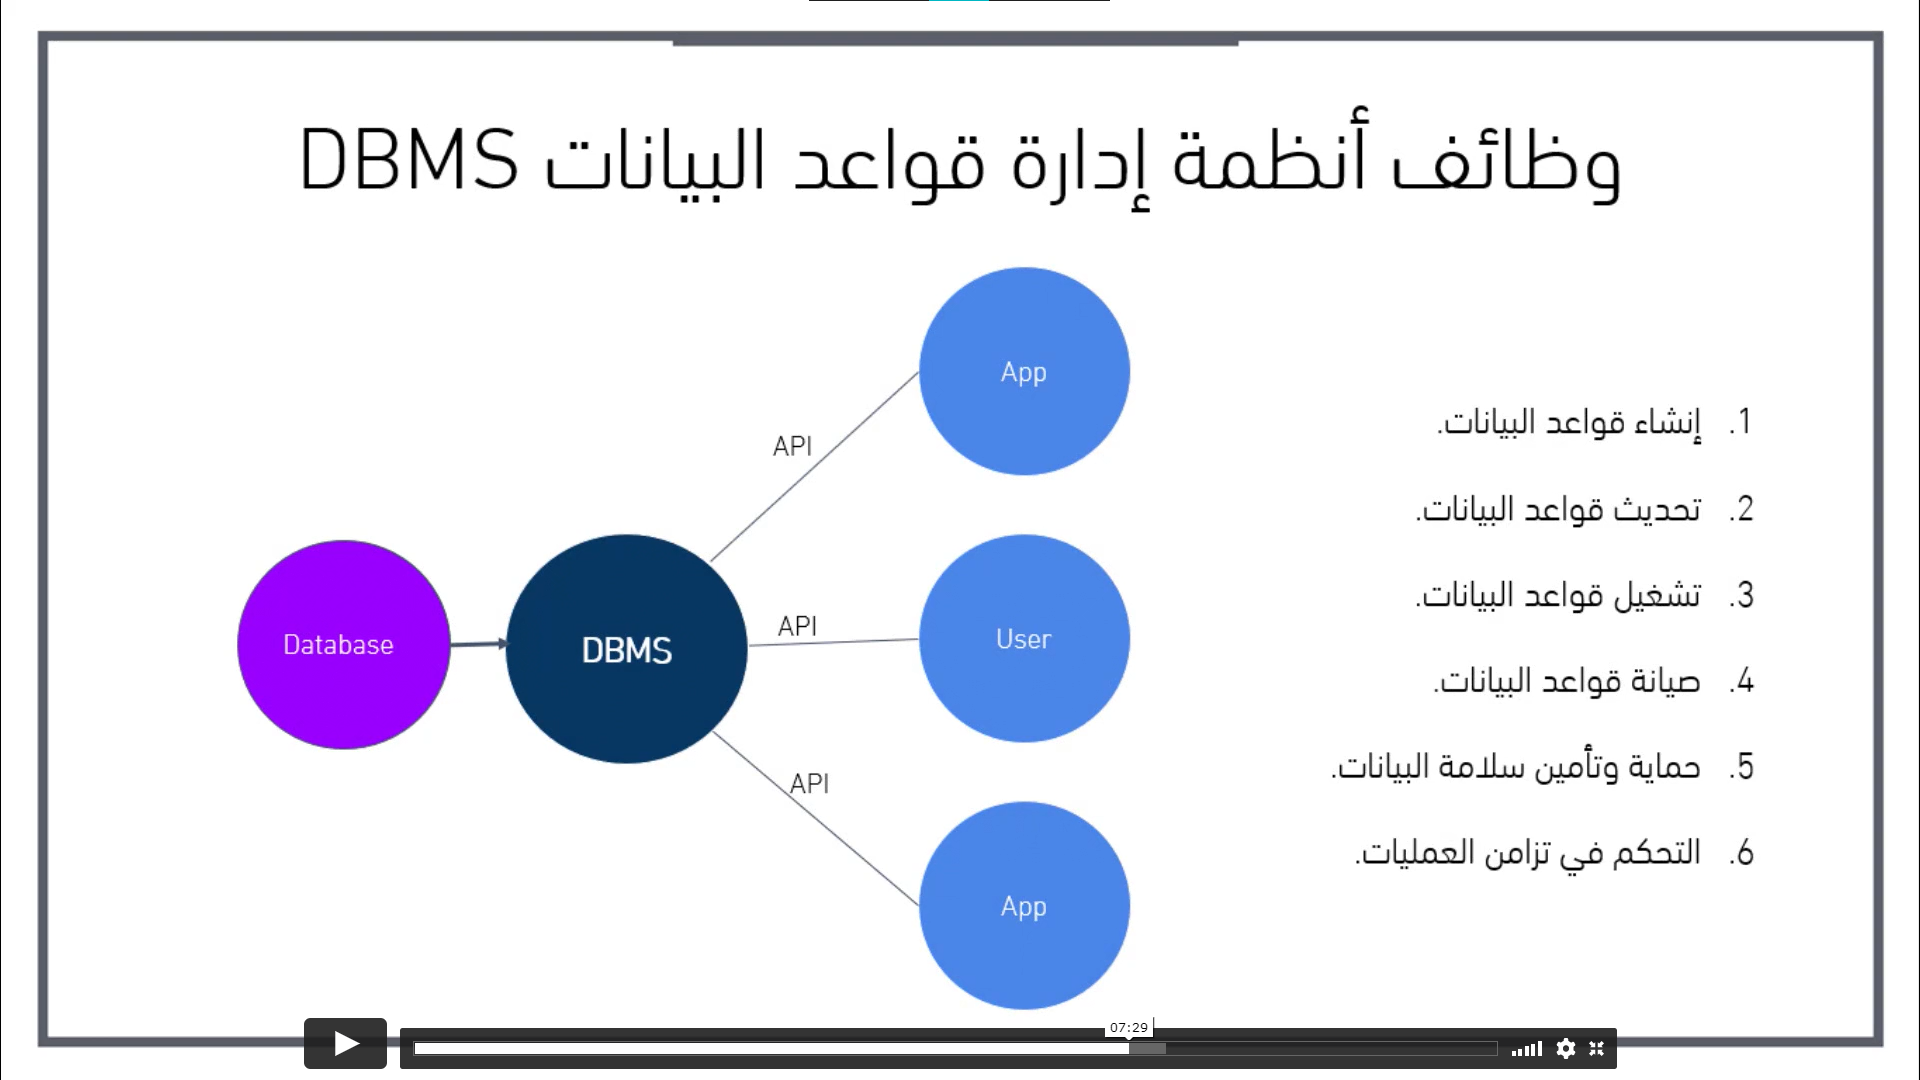 وظائف أنظمة إدارة قواعد البيانات DBMS
App
API
Database
DBMS
API
User
API
App
1. إنشاء قواعد البيانات.
2. تحديث قواعد البيانات.
3. تشغيل قواعد البيانات.
4. صيانة قواعد البيانات.
5. حماية وتأمين سلامة البيانات.
6. التحكم في تزامن العمليات.
07:29